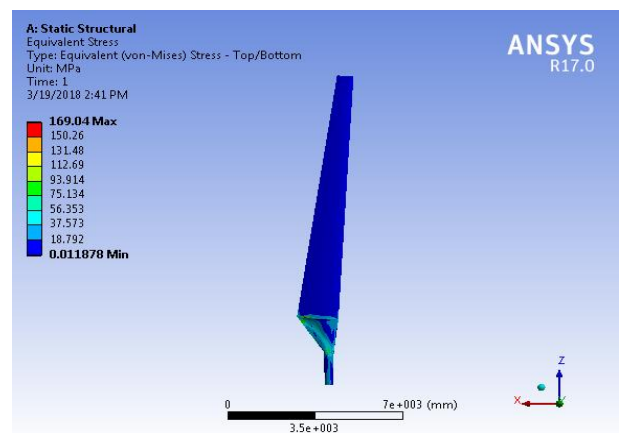 A: Static Structural
Equivalent Stress
Type: Equivalent (von-Mises) Stress - Top/Bottom
Unit: MPa
Time: 1
3/19/2018 2:41 PM
ANSYS
R17.0
169.04 Max
150.26
131.48
112.69
93.914
75.134
56.353
37.573
18.792
0.011878 Min
0
7e+003 (mm)
3.5e+003
Z
X
Y